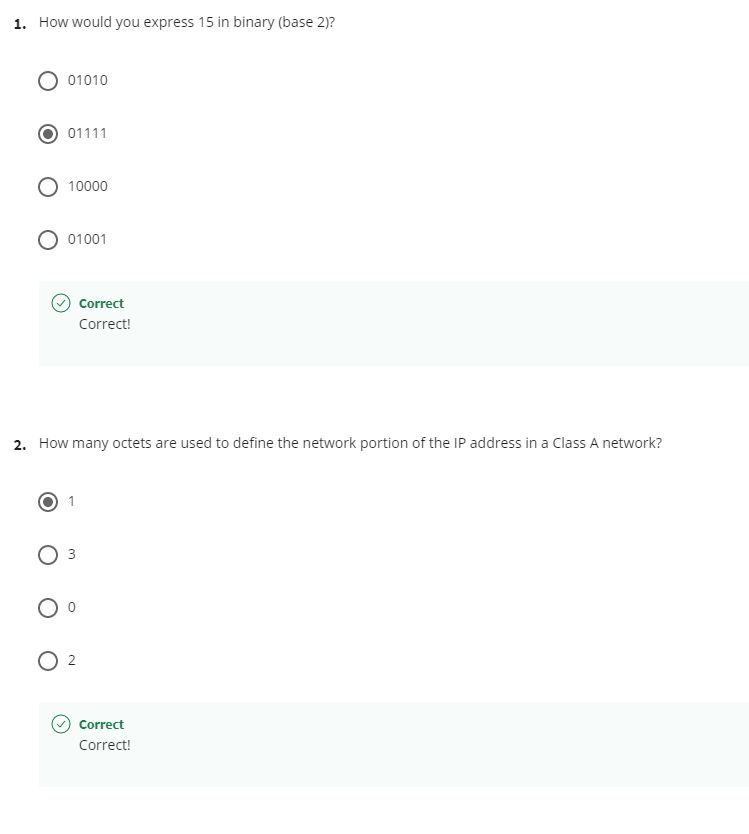 1. How would you express 15 in binary (base 2)?
01010
01111
10000
01001
Correct
Correct!
2. How many octets are used to define the network portion of the IP address in a Class A network?
1
3
0
2
Correct
Correct!